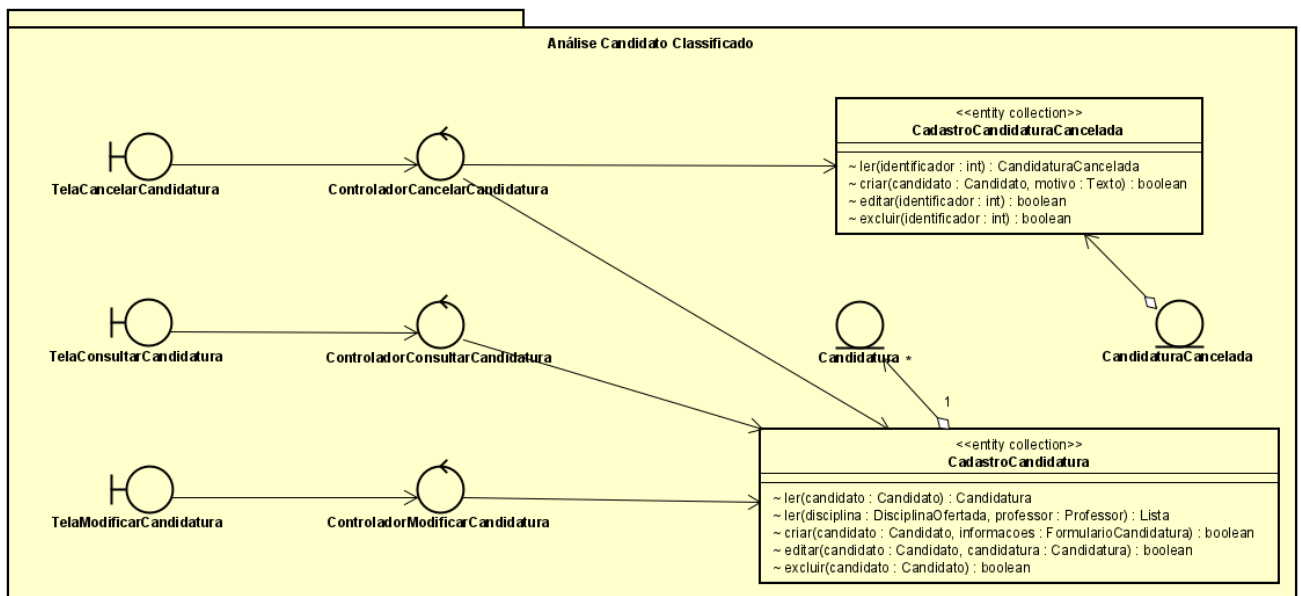 Análise Candidato Classificado
<<entity collection>>
CadastroCandidaturaCancelada
~ ler(identificador : int) : CandidaturaCancelada
~ criar(candidato : Candidato, motivo : Texto) : boolean
~ editar(identificador : int) : boolean
~ excluir(identificador : int) : boolean
TelaCancelarCandidatura
ControladorCancelarCandidatura
TelaConsultarCandidatura
ControladorConsultarCandidatura
Candidatura *
CandidaturaCancelada
1
<<entity collection>>
CadastroCandidatura
~ ler(candidato : Candidato) : Candidatura
~ ler(disciplina : DisciplinaOfertada, professor : Professor) : Lista
~ criar(candidato : Candidato, informacoes : FormularioCandidatura) : boolean
~ editar(candidato : Candidato, candidatura : Candidatura) : boolean
~ excluir(candidato : Candidato) : boolean
TelaModificarCandidatura
ControladorModificarCandidatura